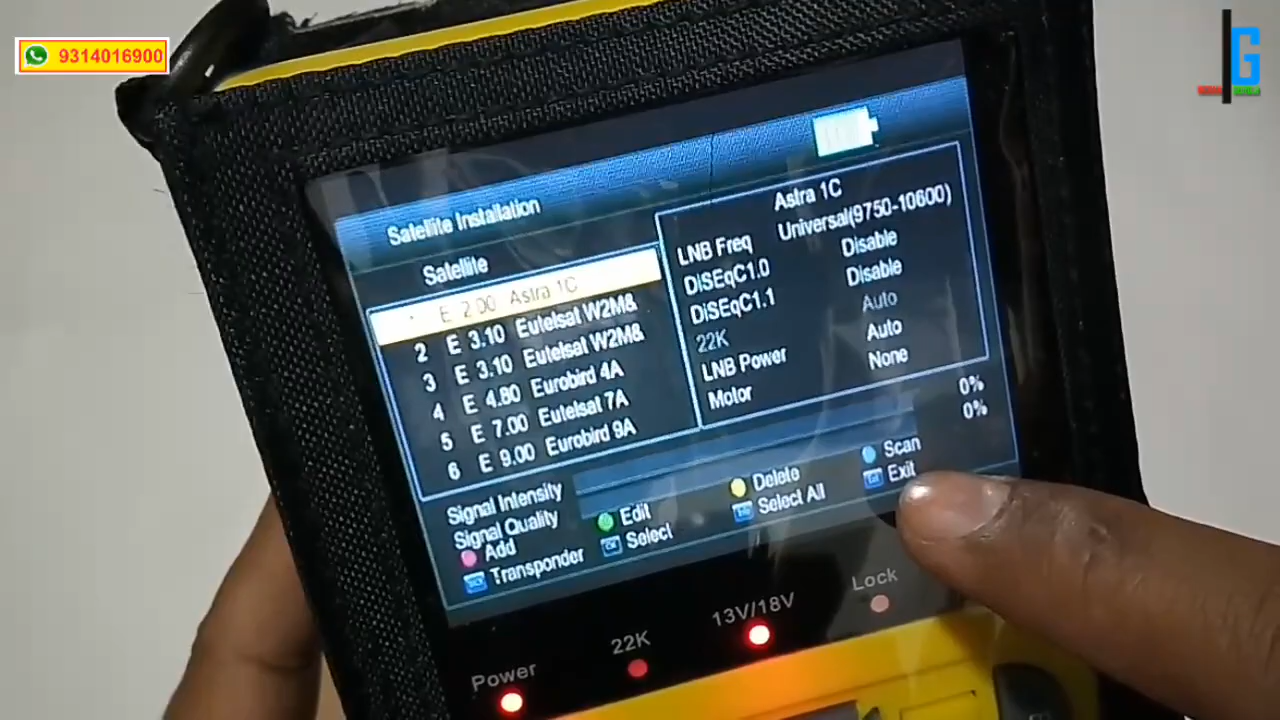 9314016900
G
Satellite Installation
Satellite
E 2.00 Astra 1C
2 E 3.10 Eutelsat W2M&
3 E 3.10 Eutelsat W2M&
4 E 4.80 Eurobird 4A
5 E 7.00 Eutelsat 7A
6 E 9.00 Eurobird 9A
Astra 1C
LNB Freq Universal(9750-10600)
DiSEqC1.0 Disable
DiSEqC1.1 Disable
22K Auto
LNB Power Auto
Motor None
Signal Intensity 0%
Signal Quality 0%
Add Edit Delete Scan
Transponder Select Select All Exit
Power 22K 13V/18V Lock